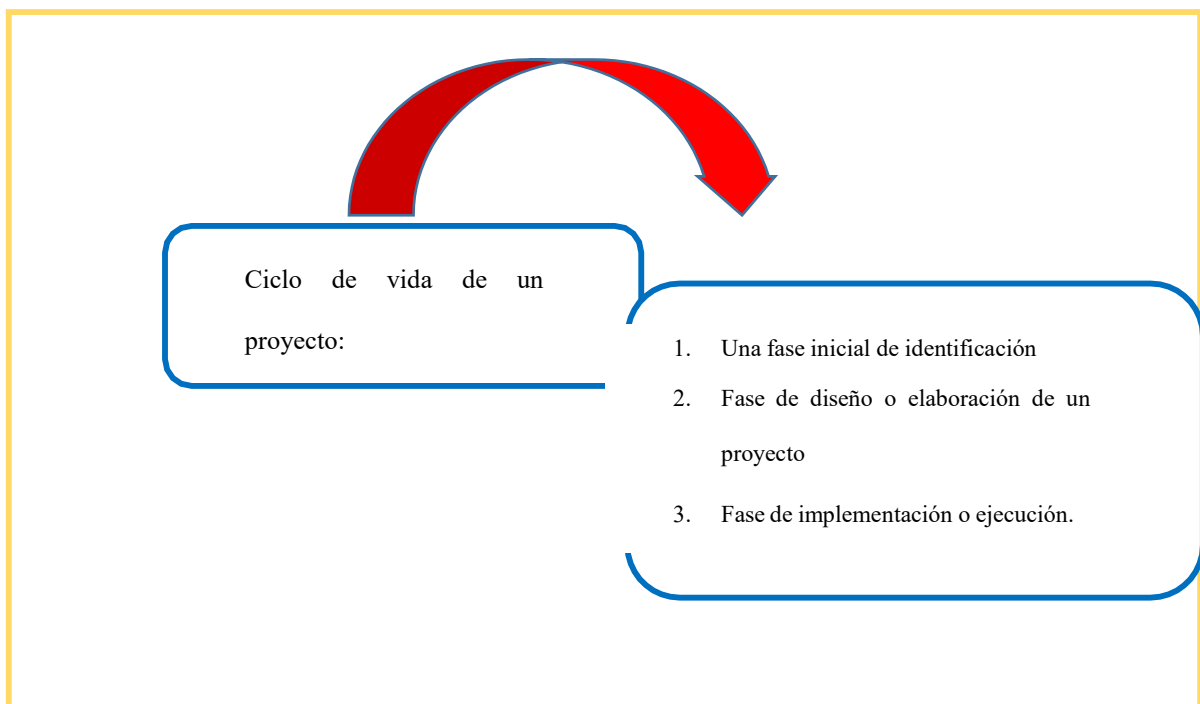 Ciclo de vida de un
proyecto:
1. Una fase inicial de identificación
2. Fase de diseño o elaboración de un
proyecto
3. Fase de implementación o ejecución.